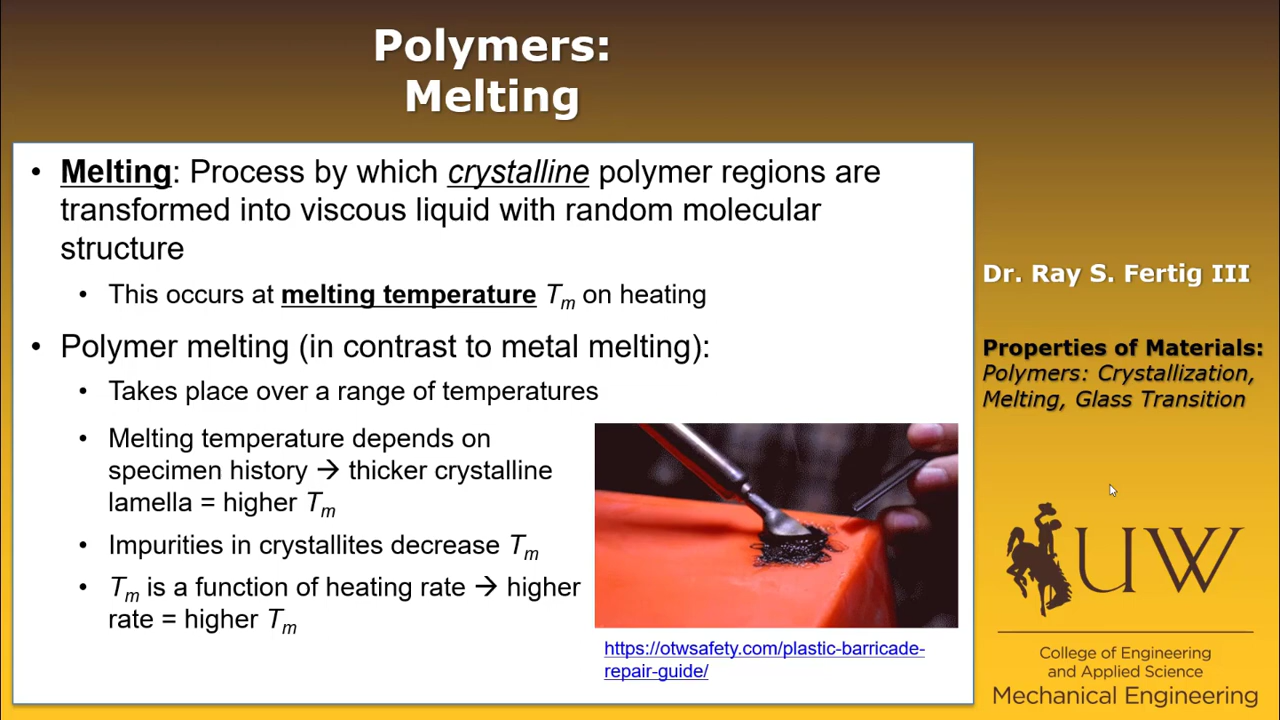 Polymers:
Melting
• Melting: Process by which crystalline polymer regions are
transformed into viscous liquid with random molecular
structure
• This occurs at melting temperature Tm on heating
• Polymer melting (in contrast to metal melting):
• Takes place over a range of temperatures
• Melting temperature depends on
specimen history → thicker crystalline
lamella = higher Tm
• Impurities in crystallites decrease Tm
• Tm is a function of heating rate → higher
rate = higher Tm
https://otwsafety.com/plastic-barricade-
repair-guide/
Dr. Ray S. Fertig III
Properties of Materials:
Polymers: Crystallization,
Melting, Glass Transition
UW
College of Engineering
and Applied Science
Mechanical Engineering